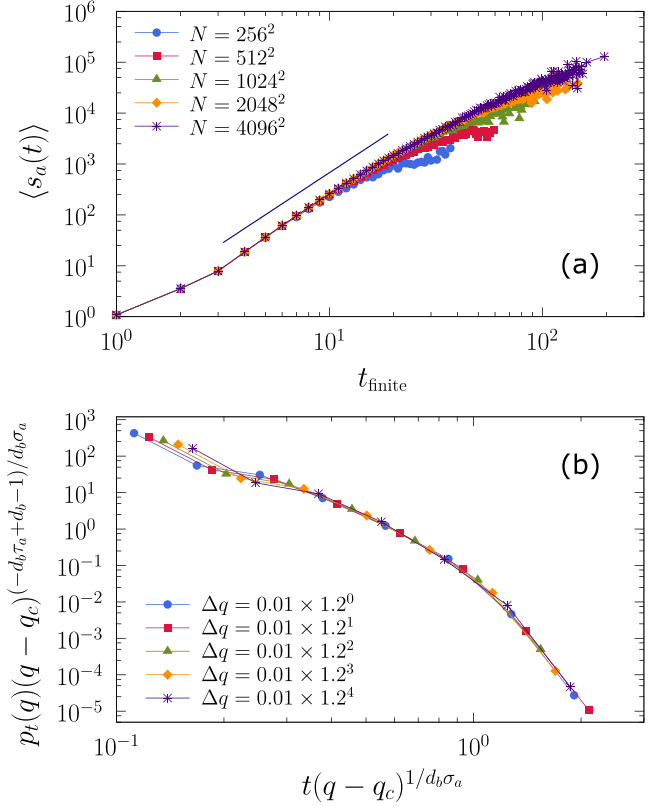 ⟨s_a(t)⟩
10^5
10^4
10^3
10^2
10^1
10^0
N = 256^2
N = 512^2
N = 1024^2
N = 2048^2
N = 4096^2
(a)
10^0 10^1 10^2
t_finite
p_t(q)(q − q_c)^{(−d_bτ_a+d_b−1)/d_bσ_a}
10^3
10^2
10^1
10^0
10^-1
10^-2
10^-3
10^-4
10^-5
(b)
Δq = 0.01 × 1.2^0
Δq = 0.01 × 1.2^1
Δq = 0.01 × 1.2^2
Δq = 0.01 × 1.2^3
Δq = 0.01 × 1.2^4
10^-1 10^0
t(q − q_c)^{1/d_bσ_a}